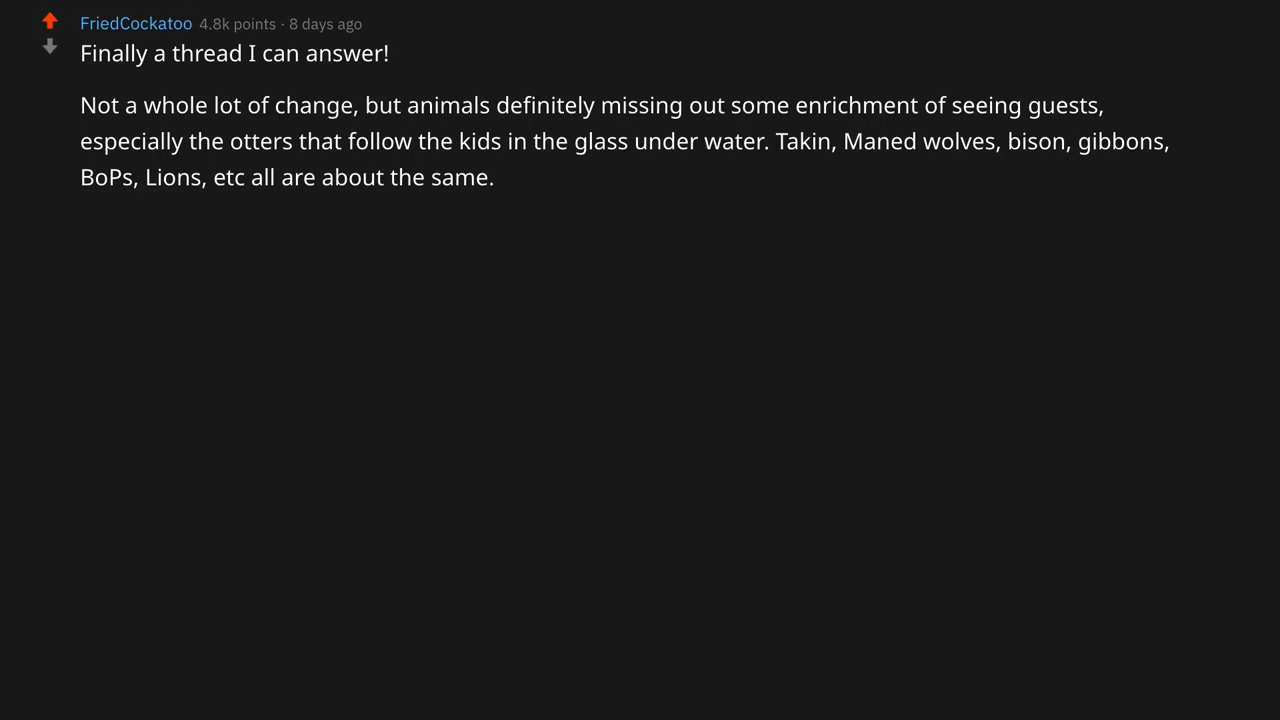 FriedCockatoo 4.8k points · 8 days ago
Finally a thread I can answer!
Not a whole lot of change, but animals definitely missing out some enrichment of seeing guests,
especially the otters that follow the kids in the glass under water. Takin, Maned wolves, bison, gibbons,
BoPs, Lions, etc all are about the same.